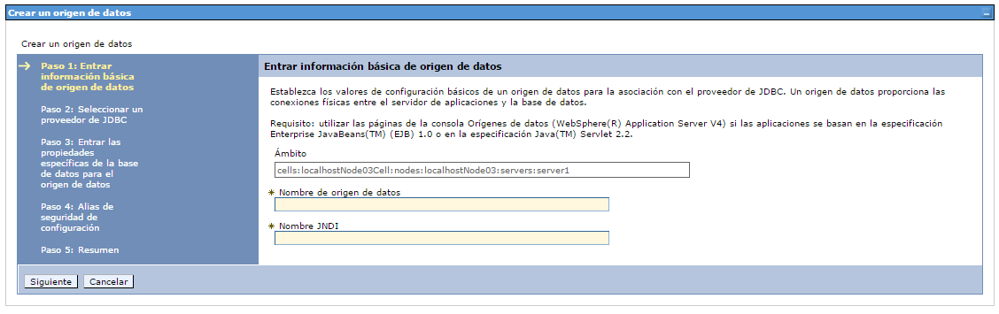 Crear un origen de datos
Crear un origen de datos
Paso 1: Entrar
información básica
de origen de datos
Paso 2: Seleccionar un
proveedor de JDBC
Paso 3: Entrar las
propiedades
específicas de la base
de datos para el
origen de datos
Paso 4: Alias de
seguridad de
configuración
Paso 5: Resumen
Entrar información básica de origen de datos
Establezca los valores de configuración básicos de un origen de datos para la asociación con el proveedor de JDBC. Un origen de datos proporciona las
conexiones físicas entre el servidor de aplicaciones y la base de datos.
Requisito: utilizar las páginas de la consola Orígenes de datos (WebSphere(R) Application Server V4) si las aplicaciones se basan en la especificación
Enterprise JavaBeans(TM) (EJB) 1.0 o en la especificación Java(TM) Servlet 2.2.
Ámbito
cells:localhostNode03Cell:nodes:localhostNode03:servers:server1
* Nombre de origen de datos
* Nombre JNDI
Siguiente Cancelar